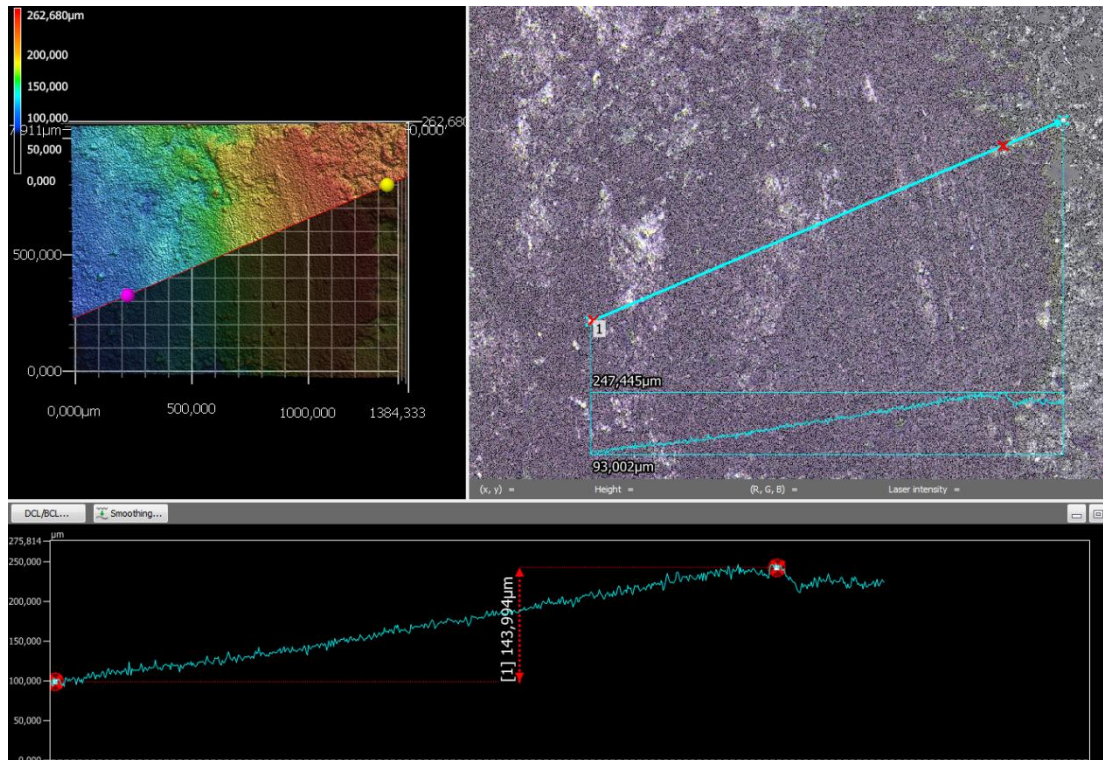 262,680µm
200,000
150,000
100,000
50,000
0,000
7,911µm
262,680
0,000
500,000
0,000
0,000µm
500,000
1000,000
1384,333
1
247,445µm
93,002µm
(x, y) =
Height =
(R, G, B) =
Laser intensity =
DCL/BCL...
Smoothing...
µm
275,814
250,000
200,000
150,000
100,000
50,000
0,000
[1] 143,994µm